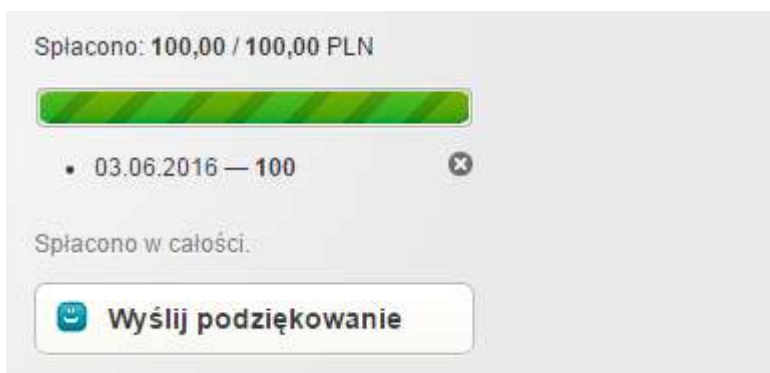 Spłacono: 100,00 / 100,00 PLN
• 03.06.2016 — 100
Spłacono w całości.
Wyślij podziękowanie